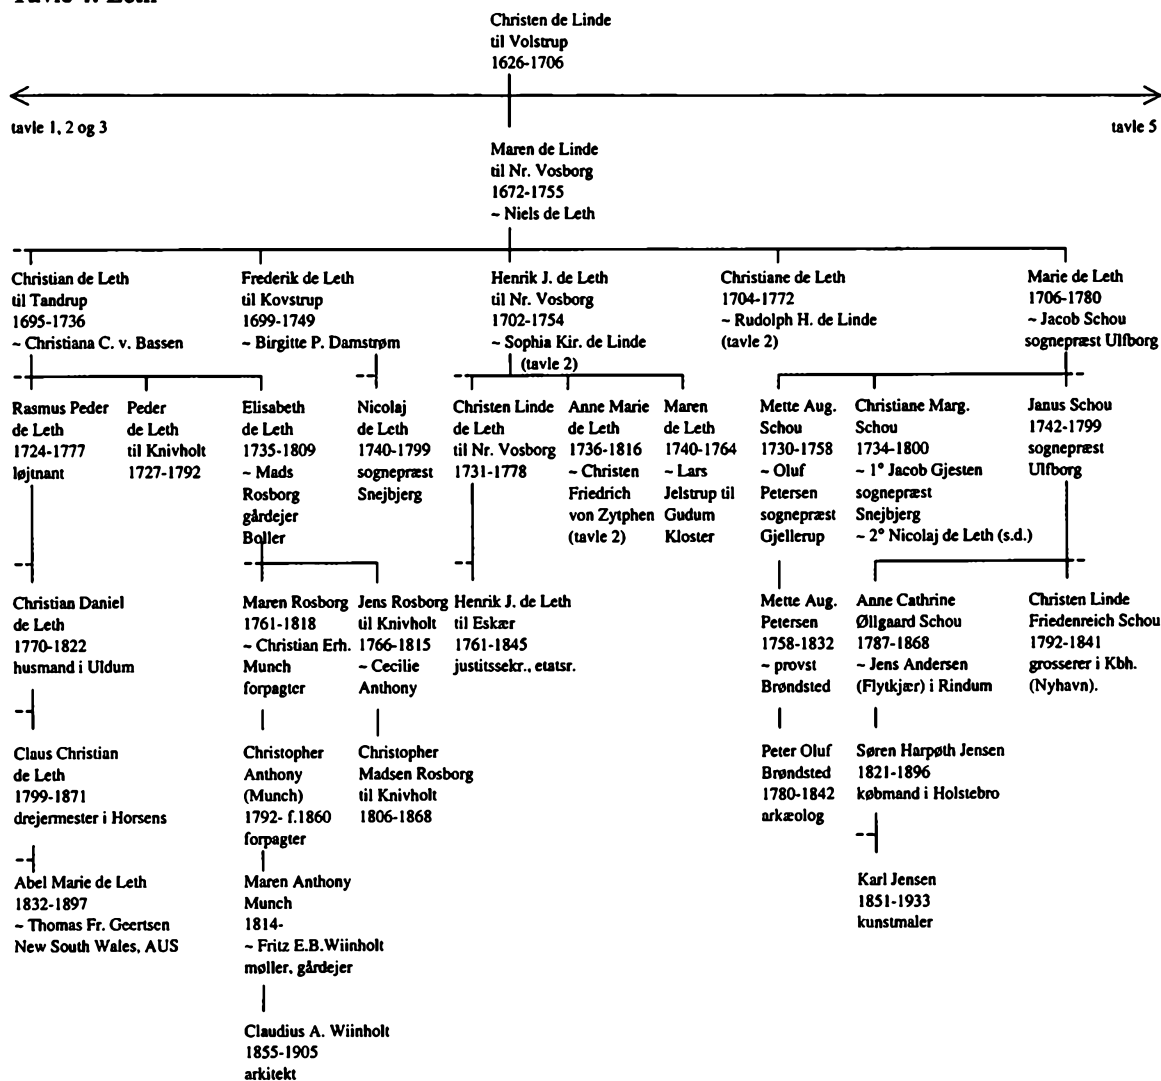 Christen de Linde
til Volstrup
1626-1706
tavle 1, 2 og 3
tavle 5
Maren de Linde
til Nr. Vosborg
1672-1755
~ Niels de Leth
Christian de Leth
til Tandrup
1695-1736
~ Christiana C. v. Bassen
Frederik de Leth
til Kovstrup
1699-1749
~ Birgitte P. Damstrøm
Henrik J. de Leth
til Nr. Vosborg
1702-1754
~ Sophia Kir. de Linde
(tavle 2)
Christiane de Leth
1704-1772
~ Rudolph H. de Linde
(tavle 2)
Marie de Leth
1706-1780
~ Jacob Schou
sognepræst Ulfborg
Rasmus Peder
de Leth
1724-1777
løjtnant
Peder
de Leth
til Knivholt
1727-1792
Elisabeth
de Leth
1735-1809
~ Mads
Rosborg
gårdejer
Boller
Nicolaj
de Leth
1740-1799
sognepræst
Snejbjerg
Christen Linde
de Leth
til Nr. Vosborg
1731-1778
Anne Marie
de Leth
1736-1816
~ Christen
Friedrich
von Zytphen
(tavle 2)
Maren
de Leth
1740-1764
~ Lars
Jelstrup til
Gudum
Kloster
Mette Aug.
Schou
1730-1758
~ Oluf
Petersen
sognepræst
Gjellerup
Christiane Marg.
Schou
1734-1800
~ 1° Jacob Gjesten
sognepræst
Snejbjerg
~ 2° Nicolaj de Leth (s.d.)
Janus Schou
1742-1799
sognepræst
Ulfborg
Christian Daniel
de Leth
1770-1822
husmand i Uldum
Maren Rosborg
1761-1818
~ Christian Erh.
Munch
forpagter
Jens Rosborg
til Knivholt
1766-1815
~ Cecilie
Anthony
Henrik J. de Leth
til Eskær
1761-1845
justitssekr., etatsr.
Mette Aug.
Petersen
1758-1832
~ provst
Brøndsted
Anne Cathrine
Øllgaard Schou
1787-1868
~ Jens Andersen
(Flytkjær) i Rindum
Christen Linde
Friedenreich Schou
1792-1841
grosserer i Kbh.
(Nyhavn).
Claus Christian
de Leth
1799-1871
drejermester i Horsens
Christopher
Anthony
(Munch)
1792- f.1860
forpagter
Christopher
Madsen Rosborg
til Knivholt
1806-1868
Peter Oluf
Brøndsted
1780-1842
arkæolog
Søren Harpøth Jensen
1821-1896
købmand i Holstebro
Abel Marie de Leth
1832-1897
~ Thomas Fr. Geertsen
New South Wales, AUS
Maren Anthony
Munch
1814-
~ Fritz E.B.Wiinholt
møller, gårdejer
Karl Jensen
1851-1933
kunstmaler
Claudius A. Wiinholt
1855-1905
arkitekt